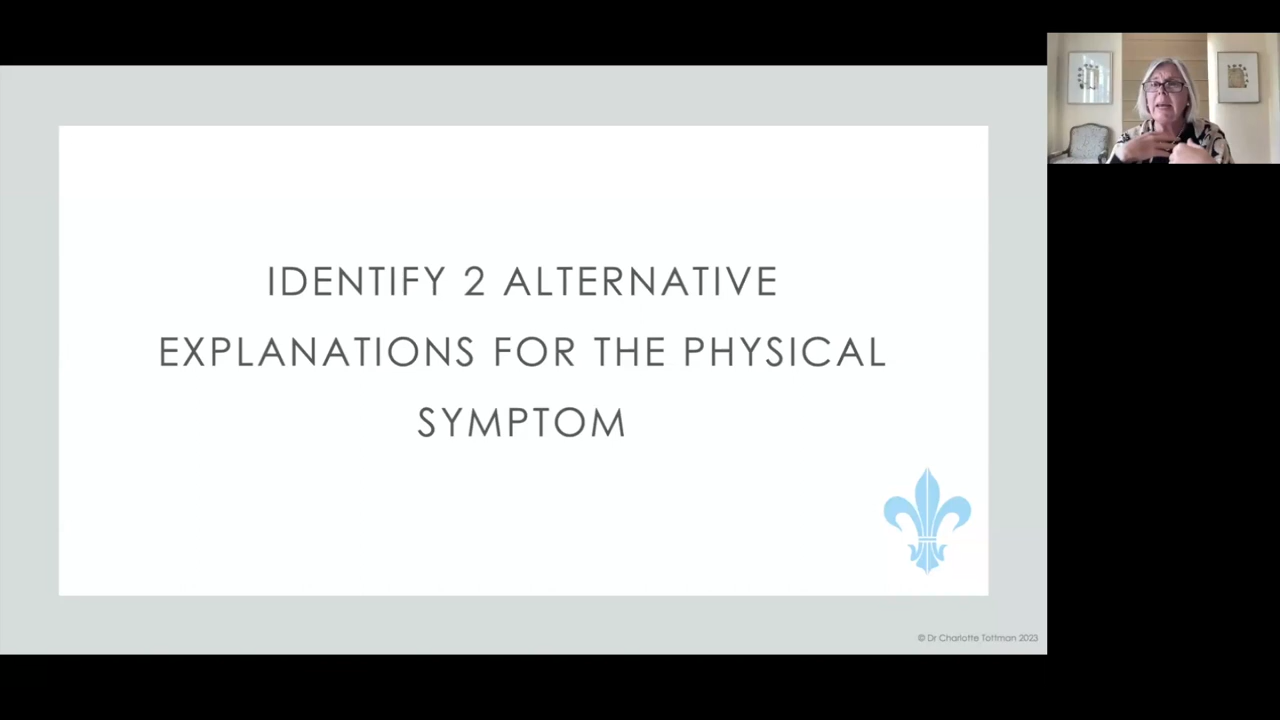 IDENTIFY 2 ALTERNATIVE
EXPLANATIONS FOR THE PHYSICAL
SYMPTOM
© Dr Charlotte Tottman 2023